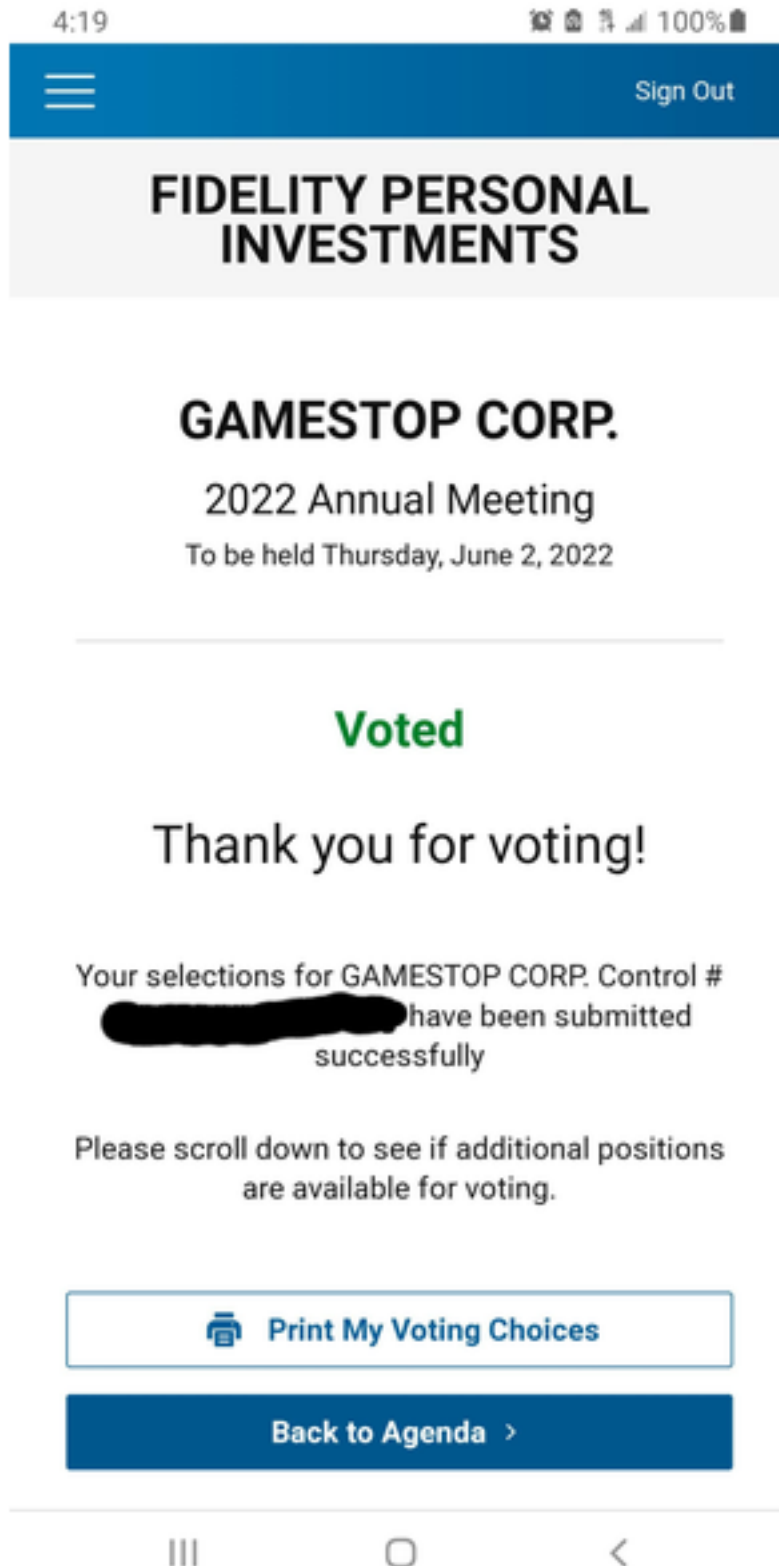 4:19 100%
Sign Out
FIDELITY PERSONAL
INVESTMENTS
GAMESTOP CORP.
2022 Annual Meeting
To be held Thursday, June 2, 2022
Voted
Thank you for voting!
Your selections for GAMESTOP CORP. Control #
have been submitted
successfully
Please scroll down to see if additional positions
are available for voting.
Print My Voting Choices
Back to Agenda >